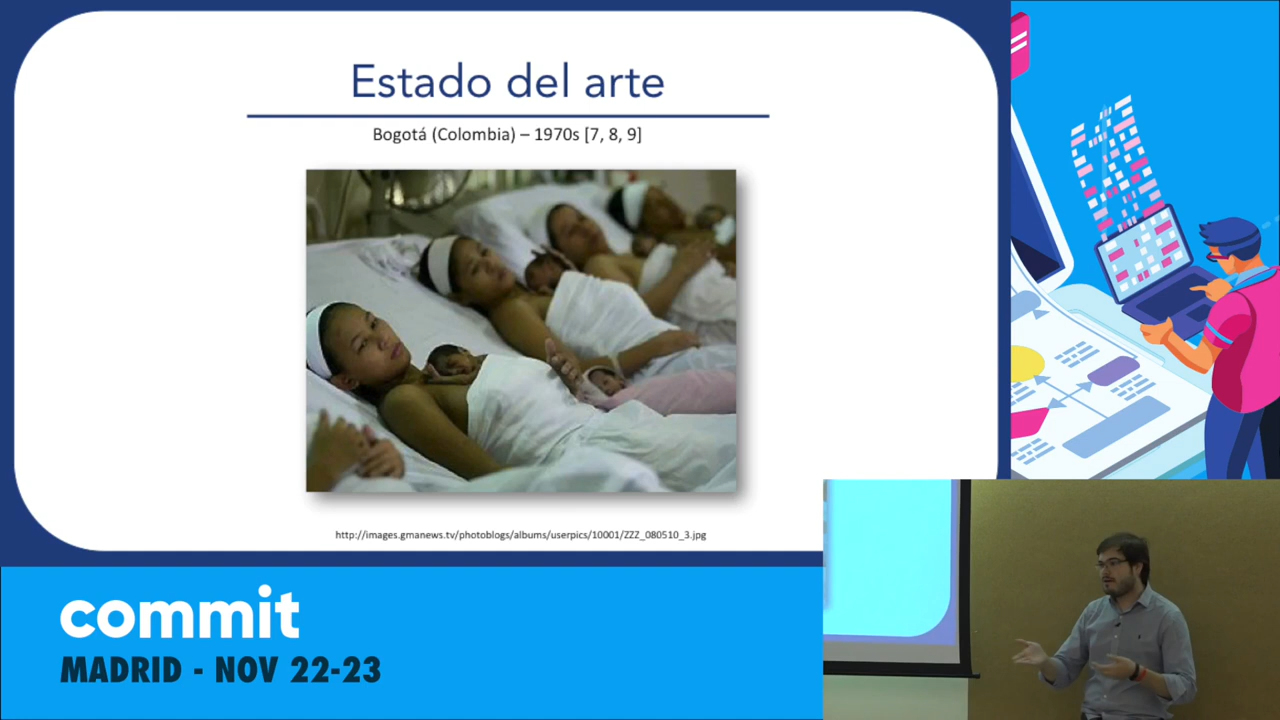 Estado del arte
Bogotá (Colombia) – 1970s [7, 8, 9]
http://images.gmanews.tv/photoblogs/albums/userpics/10001/ZZZ_080510_3.jpg
commit
MADRID - NOV 22-23